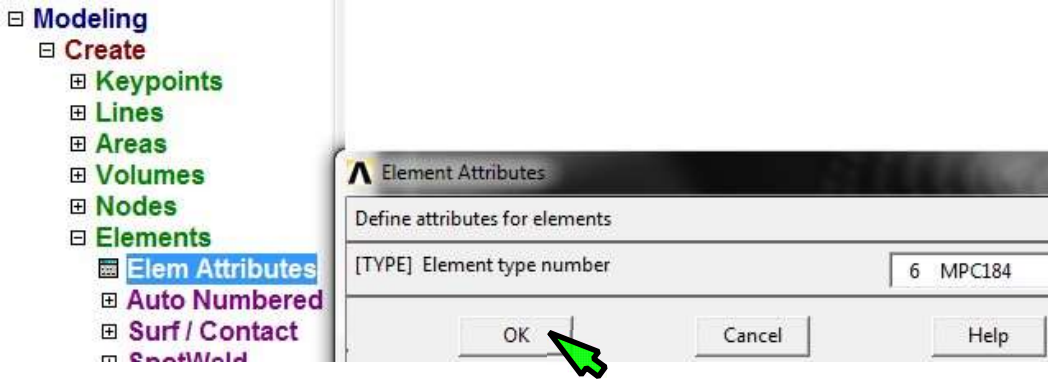 Modeling
Create
Keypoints
Lines
Areas
Volumes
Nodes
Elements
Elem Attributes
Auto Numbered
Surf / Contact
SpotWeld
Element Attributes
Define attributes for elements
[TYPE] Element type number
6 MPC184
OK Cancel Help